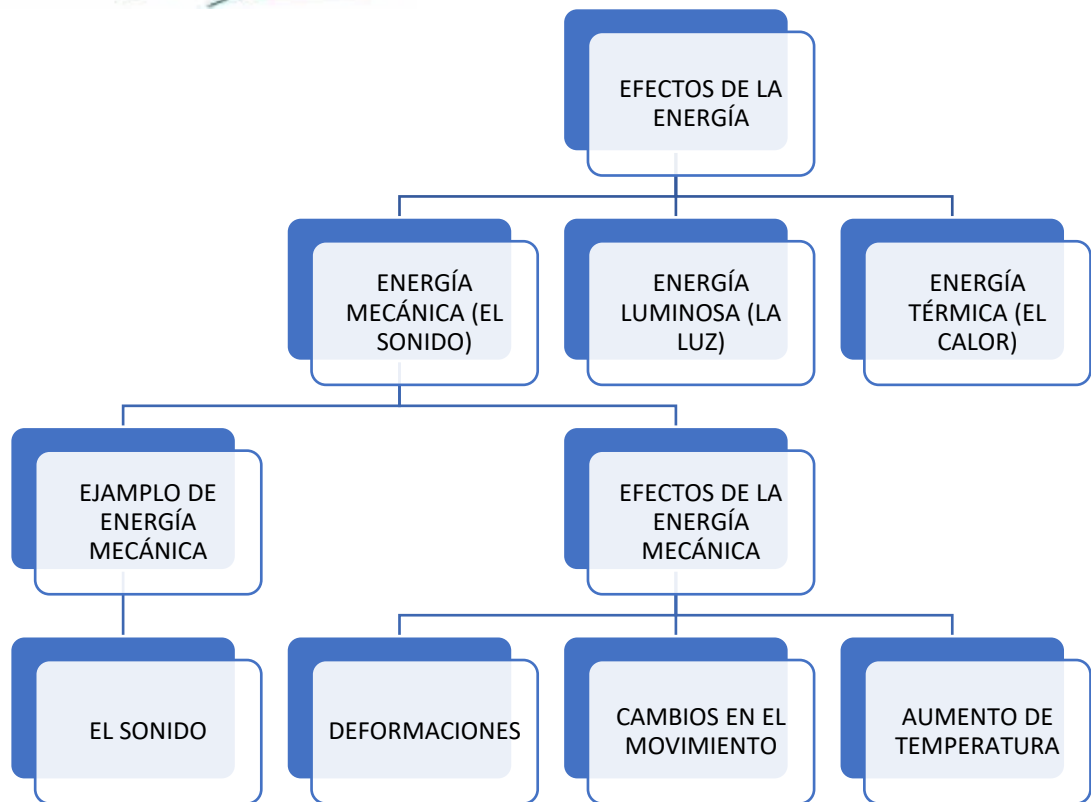 EFECTOS DE LA
ENERGÍA
ENERGÍA
MECÁNICA (EL
SONIDO)
ENERGÍA
LUMINOSA (LA
LUZ)
ENERGÍA
TÉRMICA (EL
CALOR)
EJAMPLO DE
ENERGÍA
MECÁNICA
EFECTOS DE LA
ENERGÍA
MECÁNICA
EL SONIDO
DEFORMACIONES
CAMBIOS EN EL
MOVIMIENTO
AUMENTO DE
TEMPERATURA